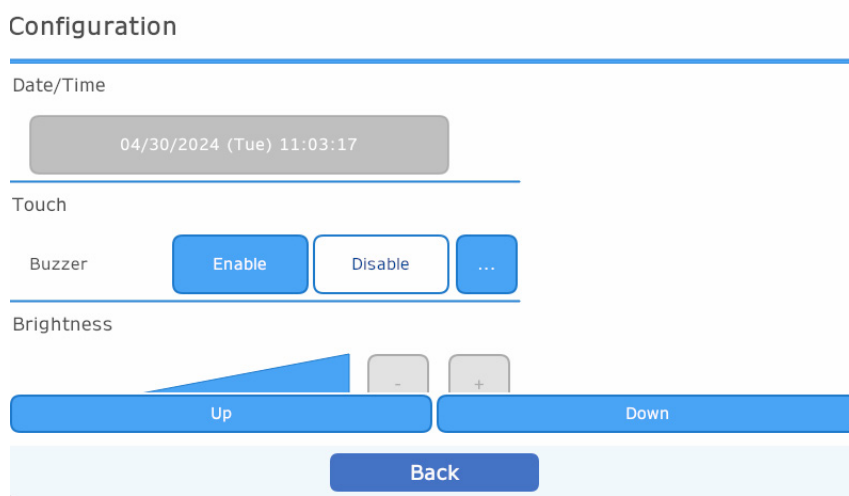 Configuration
Date/Time
04/30/2024 (Tue) 11:03:17
Touch
Buzzer Enable Disable ...
Brightness
- +
Up Down
Back